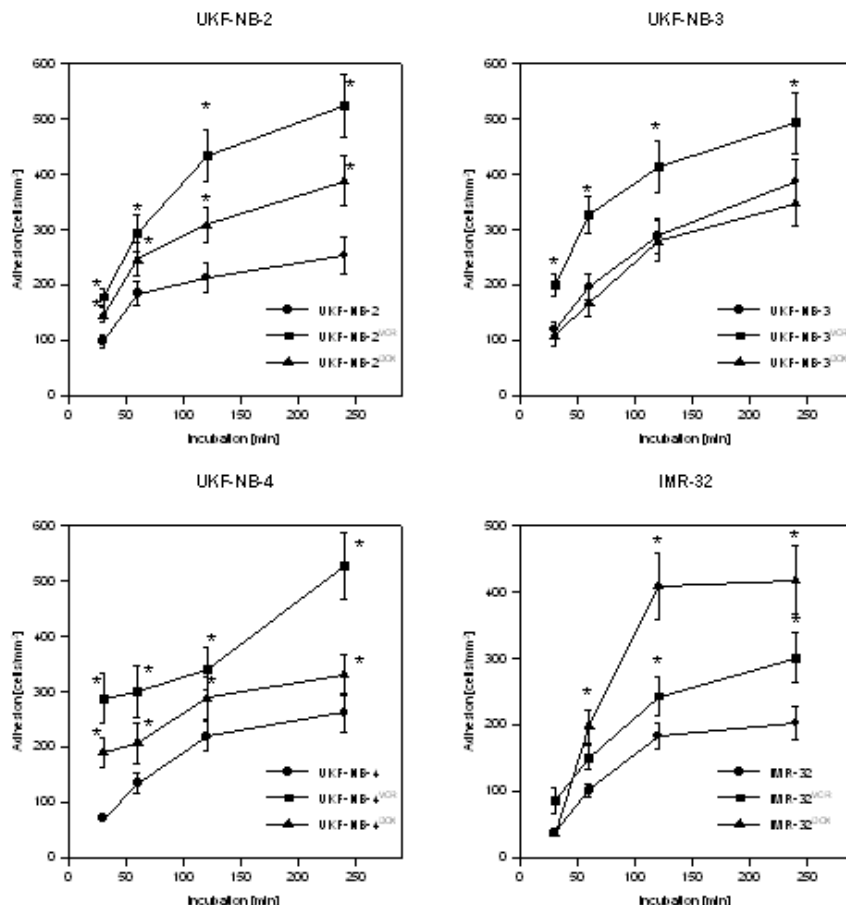 UKF-NB-2
Adhesion [cells/mm²]
600
500
400
300
200
100
0
* * * * * * * *
UKF-NB-2
UKF-NB-2VCR
UKF-NB-2DOX
0 50 100 150 200 250
Incubation [min]
UKF-NB-3
Adhesion [cells/mm²]
600
500
400
300
200
100
0
* * * *
UKF-NB-3
UKF-NB-3VCR
UKF-NB-3DOX
0 50 100 150 200 250
Incubation [min]
UKF-NB-4
Adhesion [cells/mm²]
600
500
400
300
200
100
0
* * * * * * * *
UKF-NB-4
UKF-NB-4VCR
UKF-NB-4DOX
0 50 100 150 200 250
Incubation [min]
IMR-32
Adhesion [cells/mm²]
500
400
300
200
100
0
* * * * *
IMR-32
IMR-32VCR
IMR-32DOX
0 50 100 150 200 250
Incubation [min]